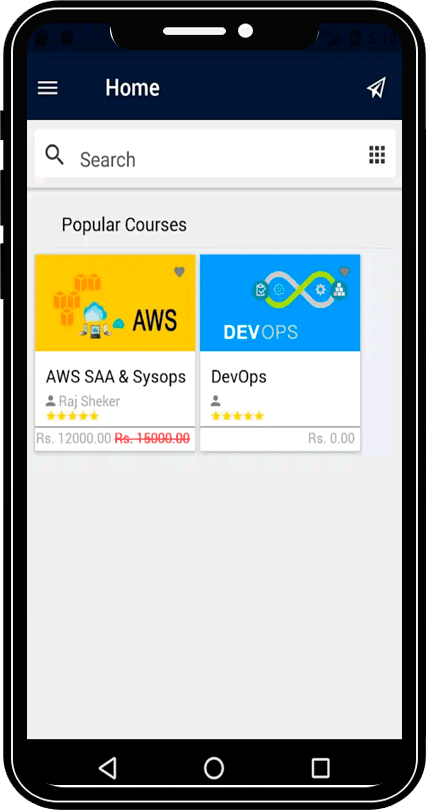 Home
Search
Popular Courses
AWS
DEVOPS
AWS SAA & Sysops
DevOps
Raj Sheker
Rs. 12000.00 Rs. 15000.00
Rs. 0.00